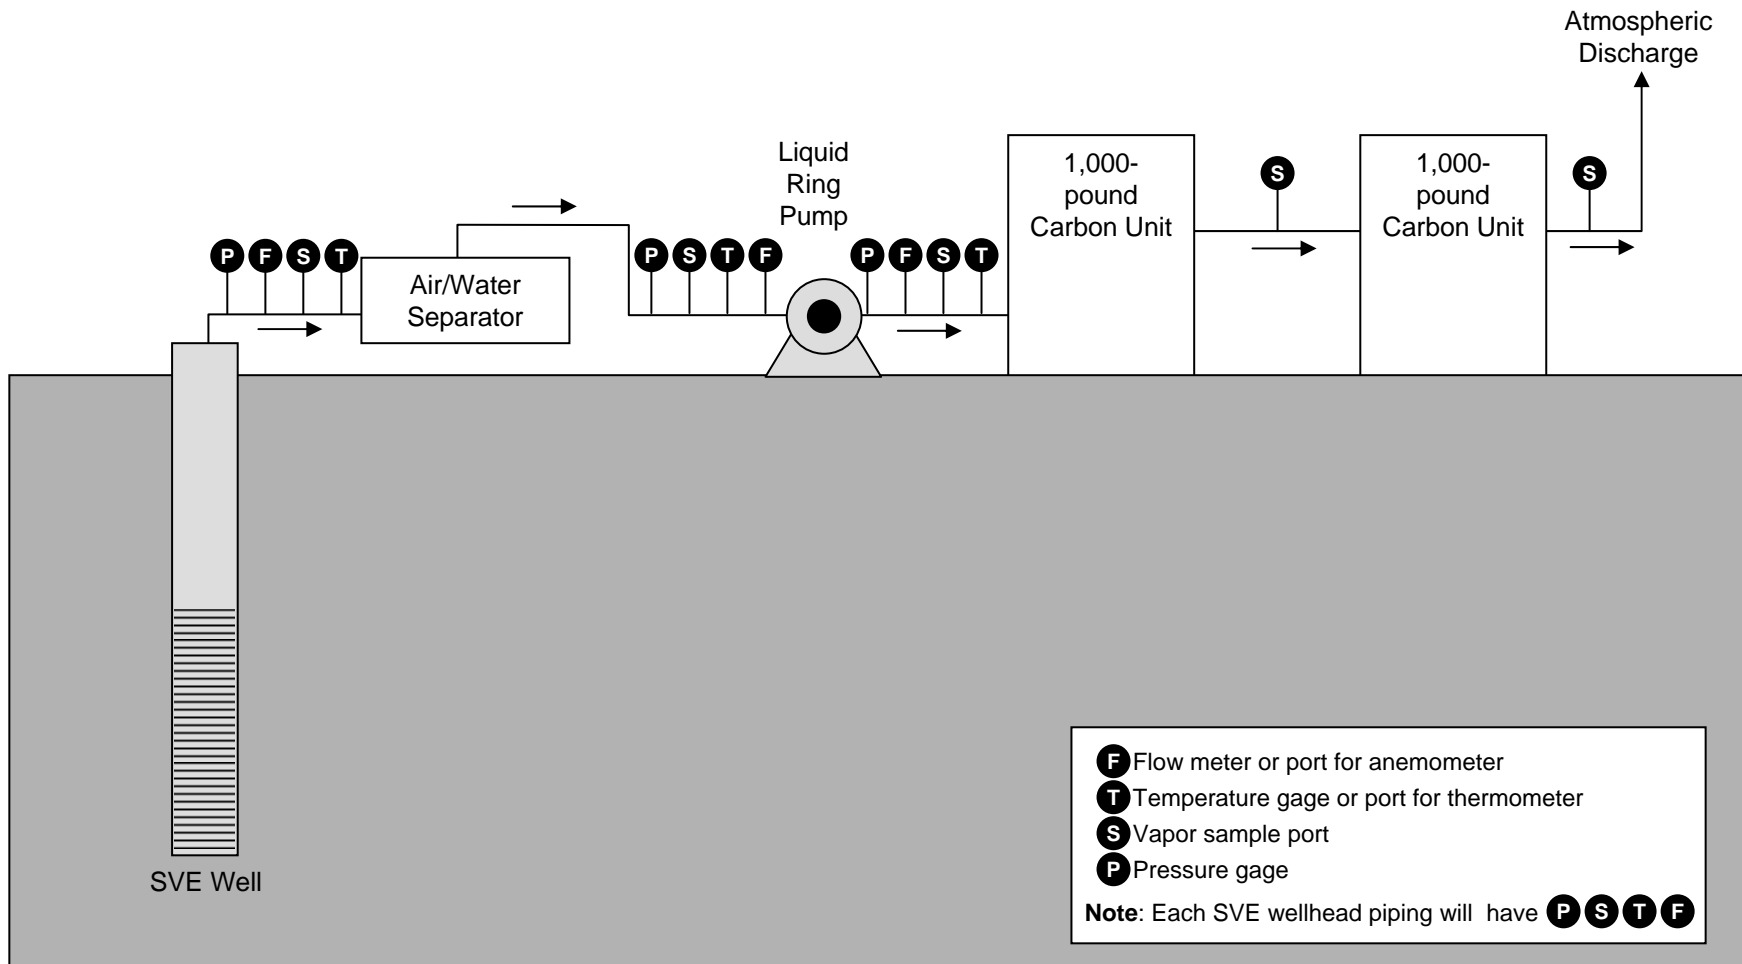 Atmospheric
Discharge
Liquid
Ring
Pump
1,000-
pound
Carbon Unit
S
1,000-
pound
Carbon Unit
S
P F S T
Air/Water
Separator
P S T F
P F S T
SVE Well
F Flow meter or port for anemometer
T Temperature gage or port for thermometer
S Vapor sample port
P Pressure gage
Note: Each SVE wellhead piping will have P S T F